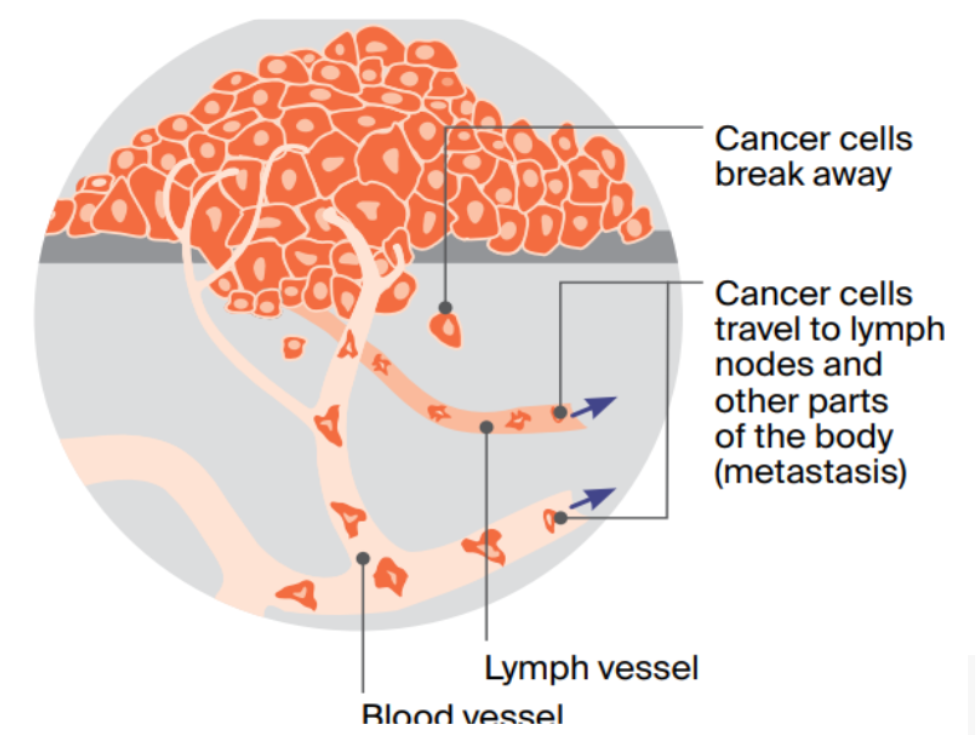 Cancer cells
break away
Cancer cells
travel to lymph
nodes and
other parts
of the body
(metastasis)
Lymph vessel
Blood vessel